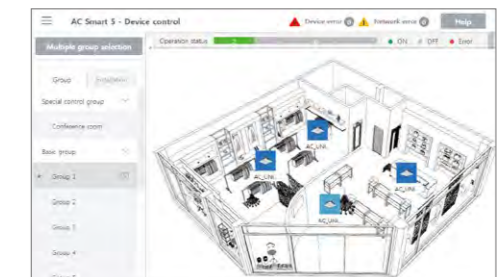 AC Smart 5 - Device control
Device error
Network error
Help
Multiple group selection
Operation status
ON
OFF
Error
Group
Installation
Special control group
Conference room
Basic group
Group 1
Group 2
Group 3
Group 4
AC_UNI..
AC_UNI..
AC_UNI..
AC_UNI..